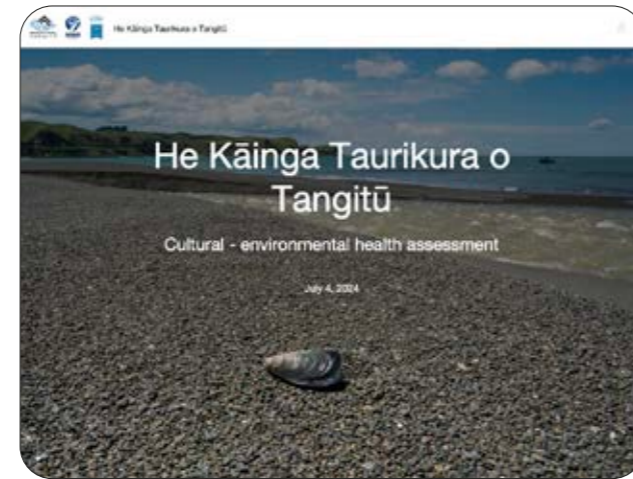 He Kāinga Taurikura o Tangitū
He Kāinga Taurikura o
Tangitū
Cultural - environmental health assessment
July 4, 2024